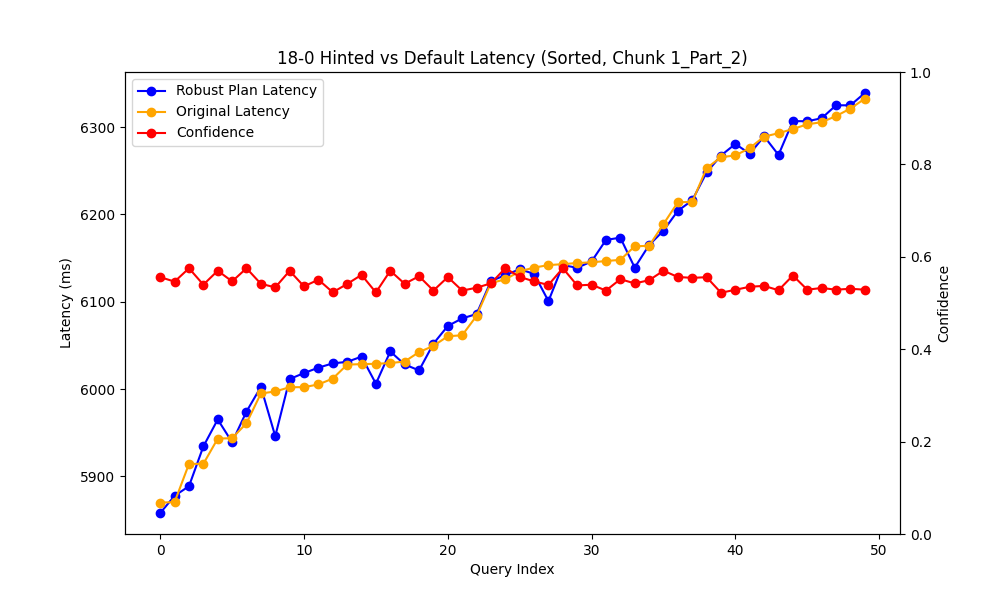 18-0 Hinted vs Default Latency (Sorted, Chunk 1_Part_2)
Robust Plan Latency
Original Latency
Confidence
Latency (ms)
6300
6200
6100
6000
5900
1.0
0.8
0.6
0.4
0.2
0.0
Confidence
0
10
20
30
40
50
Query Index